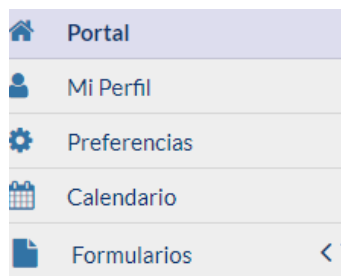 Portal
Mi Perfil
Preferencias
Calendario
Formularios